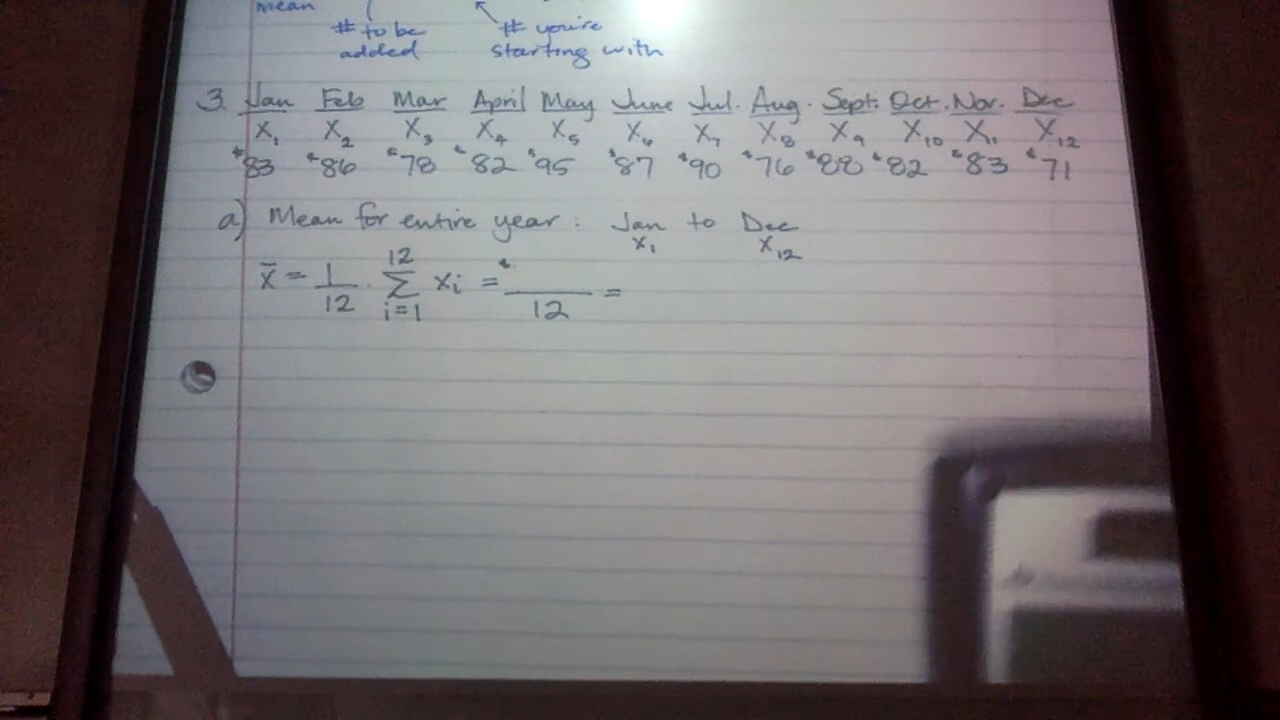 mean
# to be # you're
added starting with
3. Jan Feb Mar April May June Jul. Aug. Sept. Oct. Nov. Dec
x₁ x₂ x₃ x₄ x₅ x₆ x₇ x₈ x₉ x₁₀ x₁₁ x₁₂
$83 $86 $78 $82 $95 $87 $90 $76 $88 $82 $83 $71
a) Mean for entire year: Jan to Dec
x₁ x₁₂
x̄ = 1/12 · 12 Σ i=1 xᵢ = $ ___/12 =